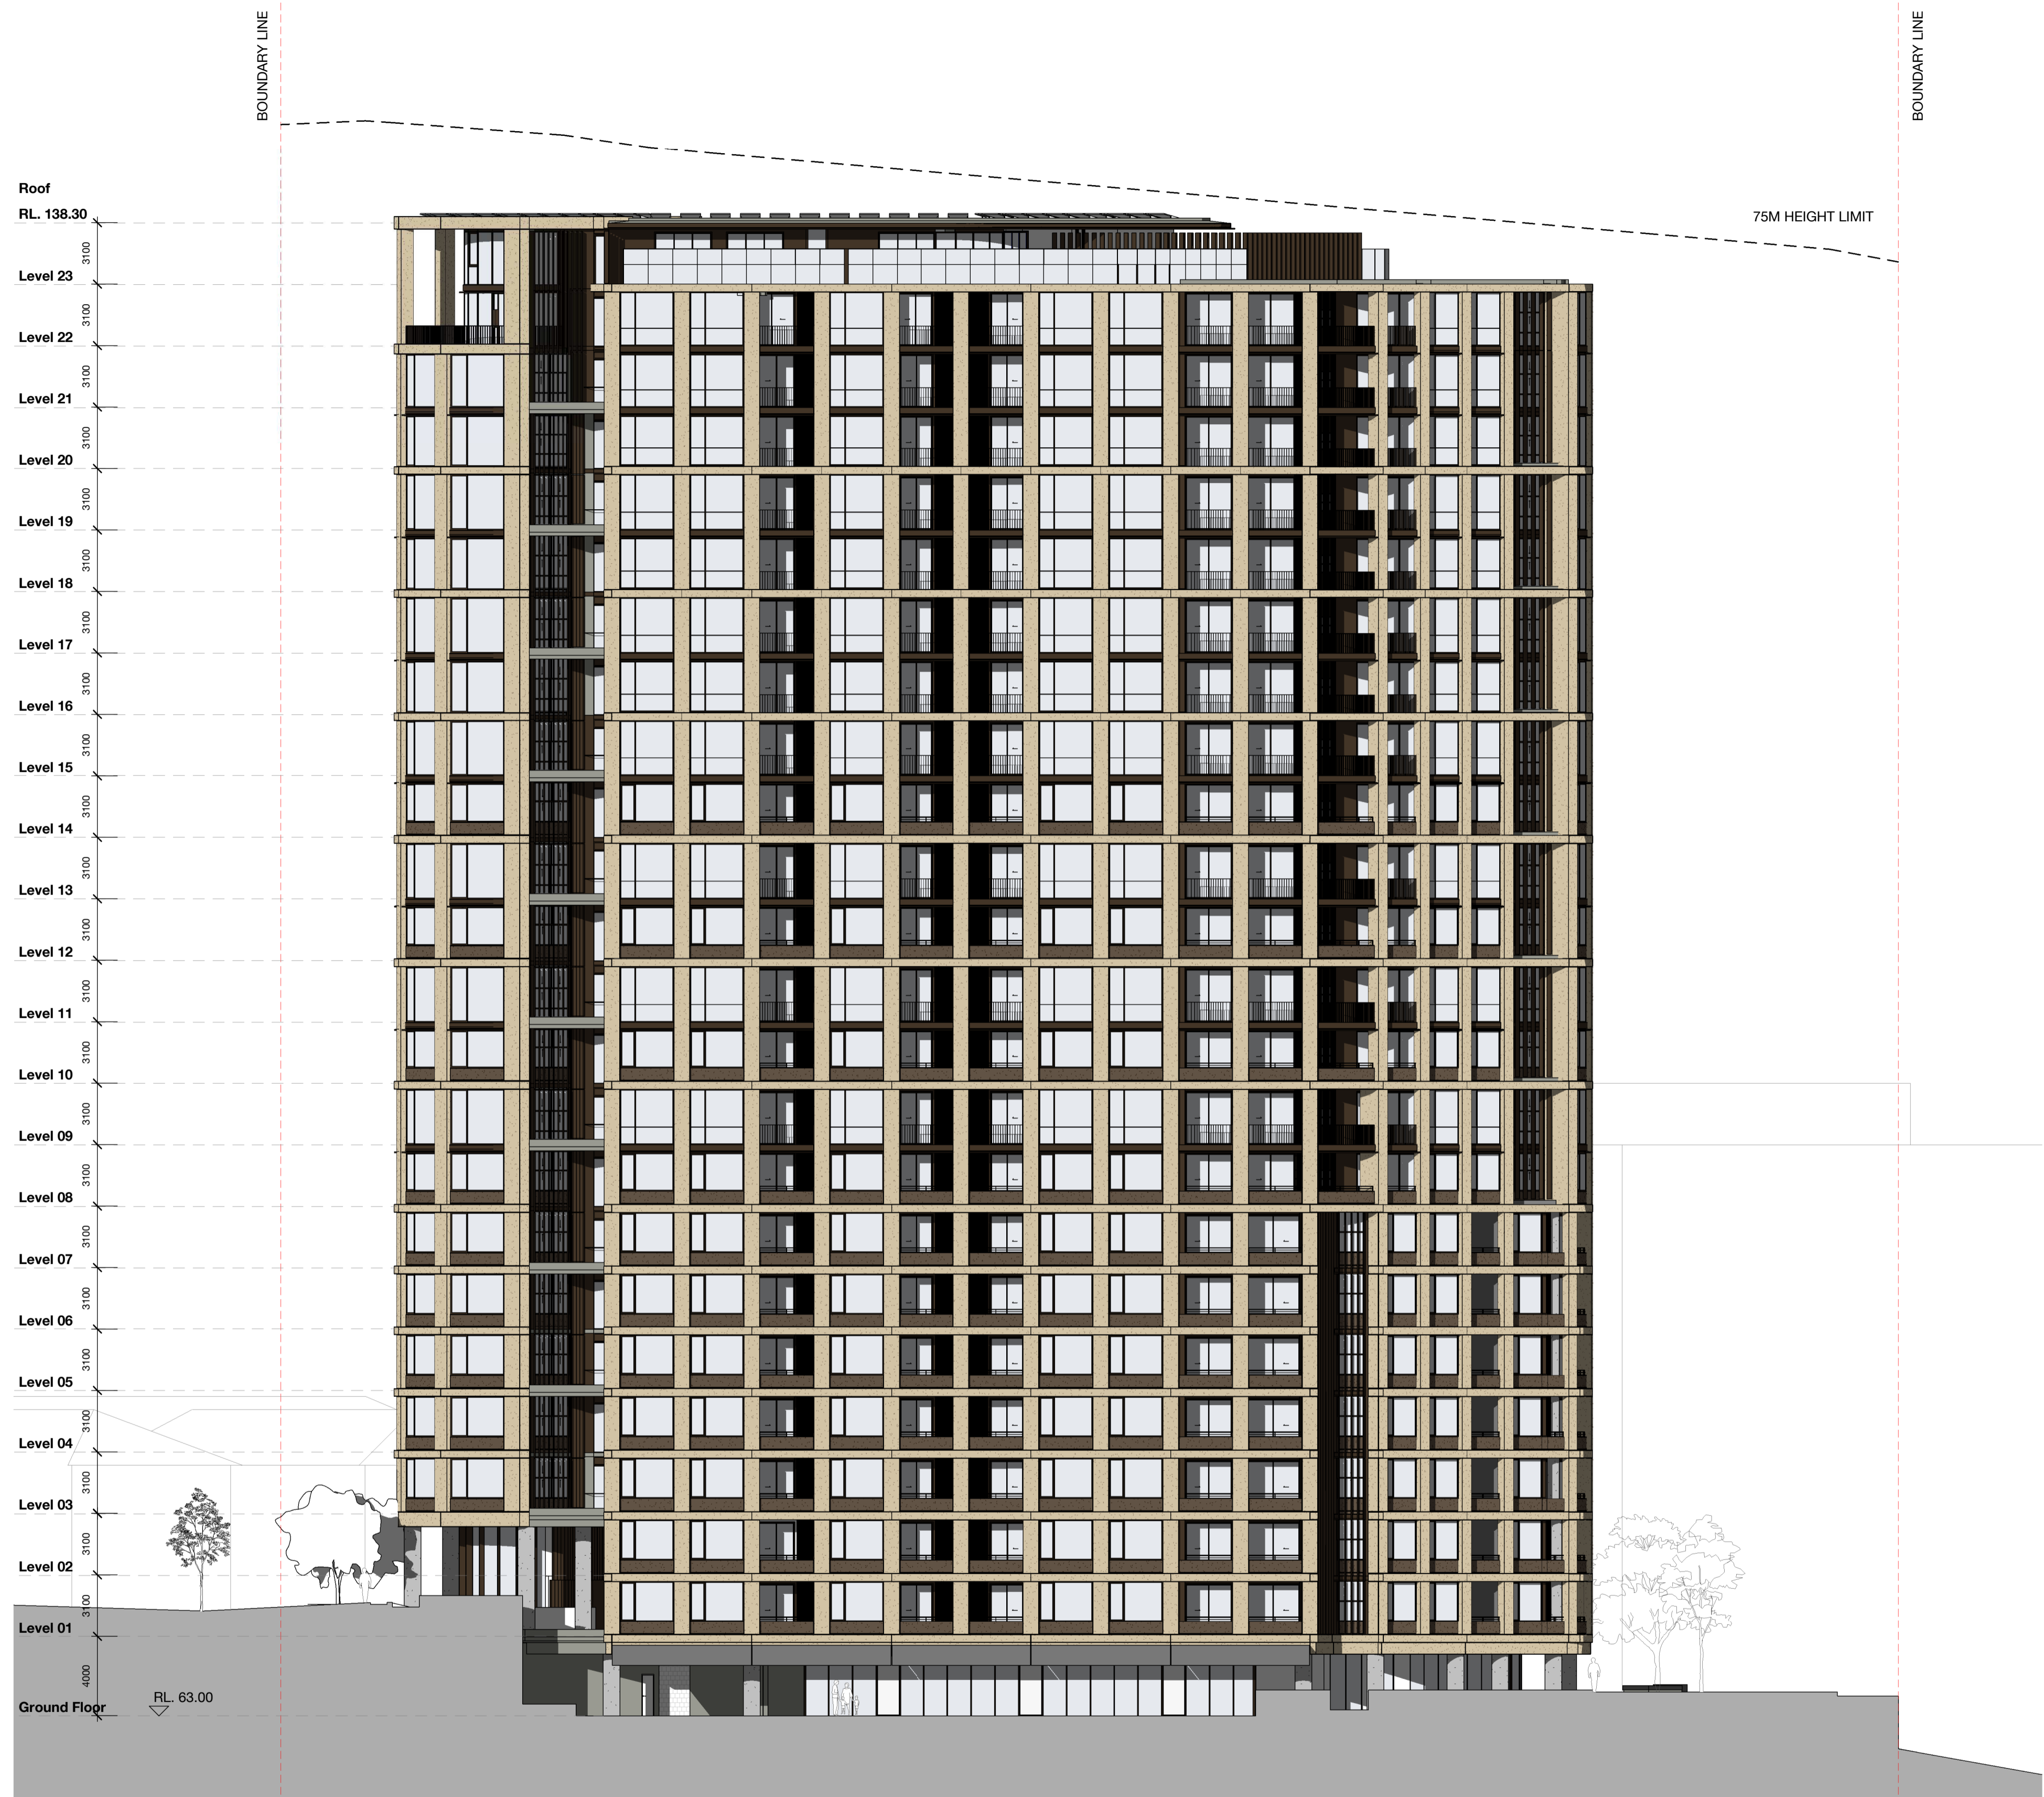 BOUNDARY LINE
BOUNDARY LINE
Roof
RL. 138.30
75M HEIGHT LIMIT
3100
Level 23
3100
Level 22
3100
Level 21
3100
Level 20
3100
Level 19
3100
Level 18
3100
Level 17
3100
Level 16
3100
Level 15
3100
Level 14
3100
Level 13
3100
Level 12
3100
Level 11
3100
Level 10
3100
Level 09
3100
Level 08
3100
Level 07
3100
Level 06
3100
Level 05
3100
Level 04
3100
Level 03
3100
Level 02
3100
Level 01
4000
RL. 63.00
Ground Floor